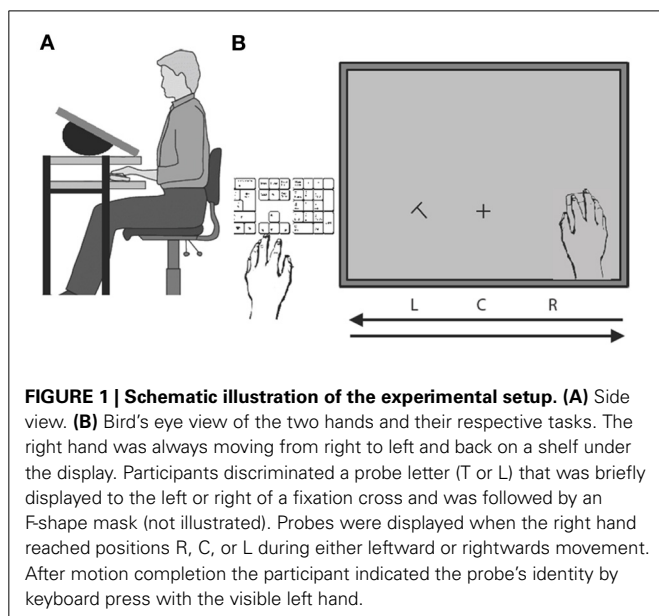 A
B
L C R
FIGURE 1 | Schematic illustration of the experimental setup. (A) Side
view. (B) Bird's eye view of the two hands and their respective tasks. The
right hand was always moving from right to left and back on a shelf under
the display. Participants discriminated a probe letter (T or L) that was briefly
displayed to the left or right of a fixation cross and was followed by an
F-shape mask (not illustrated). Probes were displayed when the right hand
reached positions R, C, or L during either leftward or rightwards movement.
After motion completion the participant indicated the probe's identity by
keyboard press with the visible left hand.